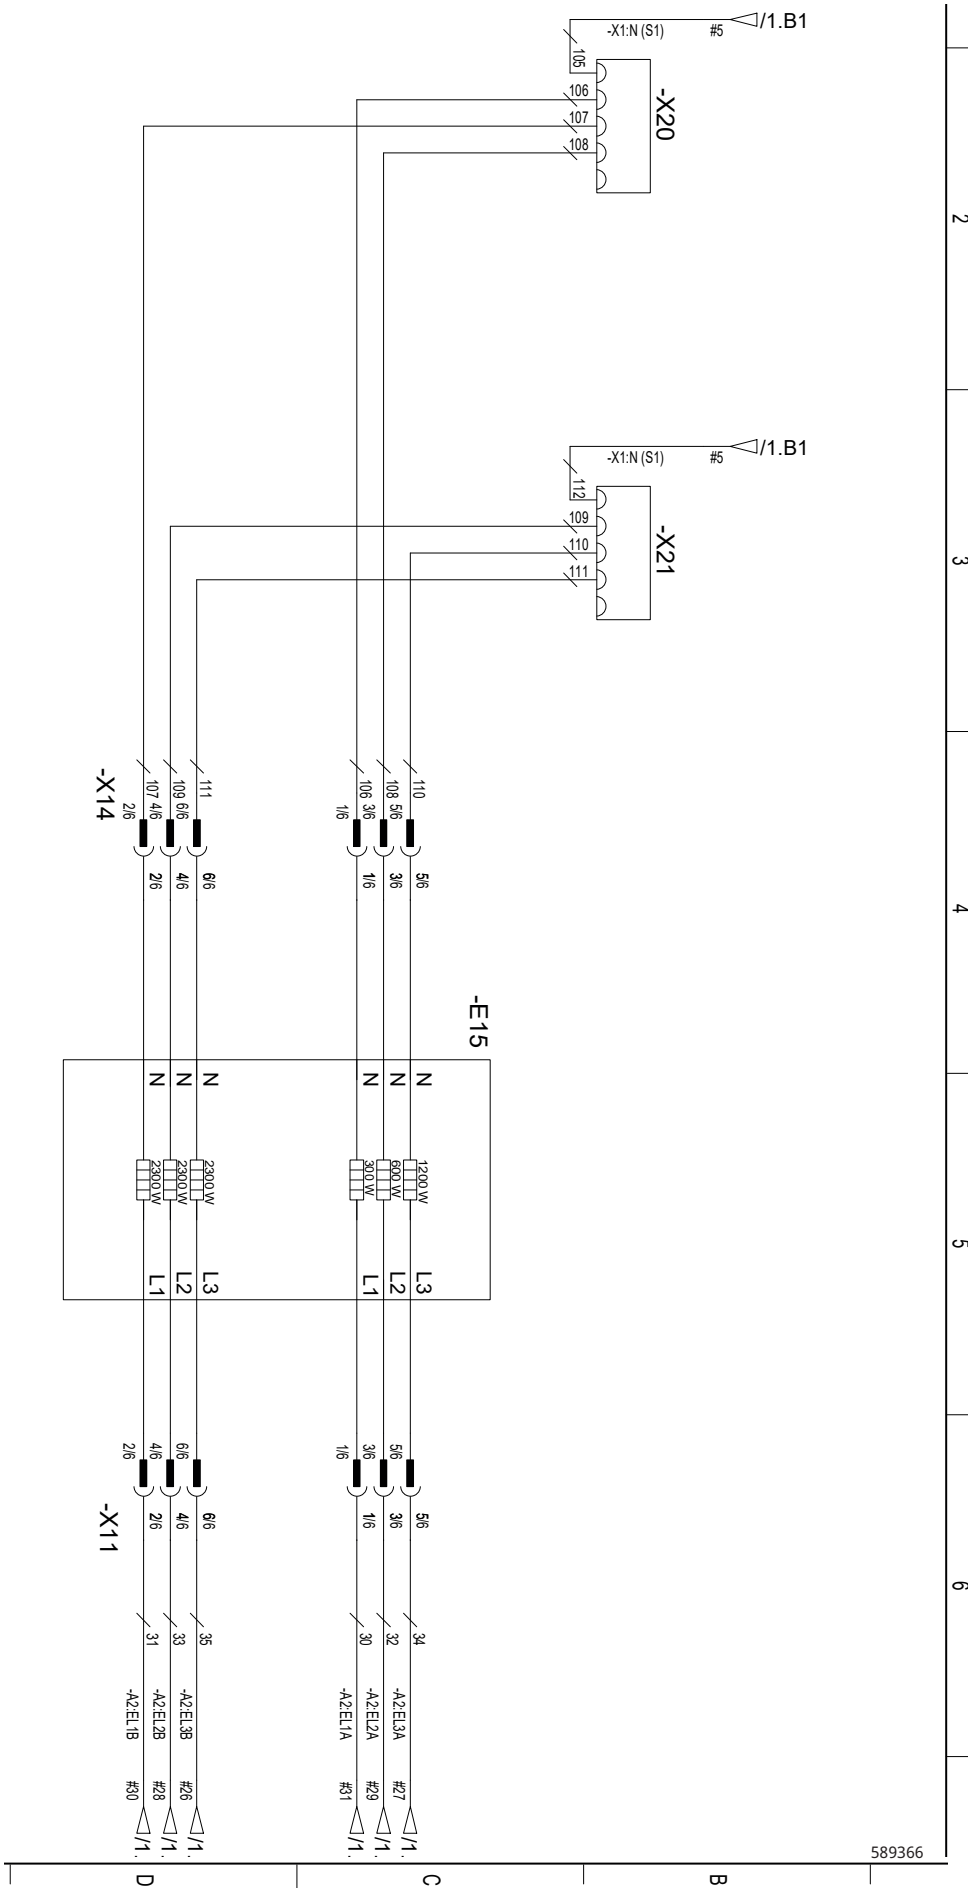 -X1:N (S1) #5 /1.B1
105
106
107
108
-X20
2
-X1:N (S1) #5 /1.B1
112
109
110
111
-X21
3
107 109 111 106 108 110
-X14
2/6 4/6 6/6 1/6 3/6 5/6
2/6 4/6 6/6 1/6 3/6 5/6
4
-E15
N N N N N N
2300 W 2300 W 2300 W 300 W 600 W 1200 W
5
L1 L2 L3 L1 L2 L3
2/6 4/6 6/6 1/6 3/6 5/6
-X11
2/6 4/6 6/6 1/6 3/6 5/6
6
31 33 35 30 32 34
-A2:EL1B -A2:EL2B -A2:EL3B -A2:EL1A -A2:EL2A -A2:EL3A
#30 #28 #26 #31 #29 #27
/1. /1. /1. /1. /1. /1.
589366
D C B